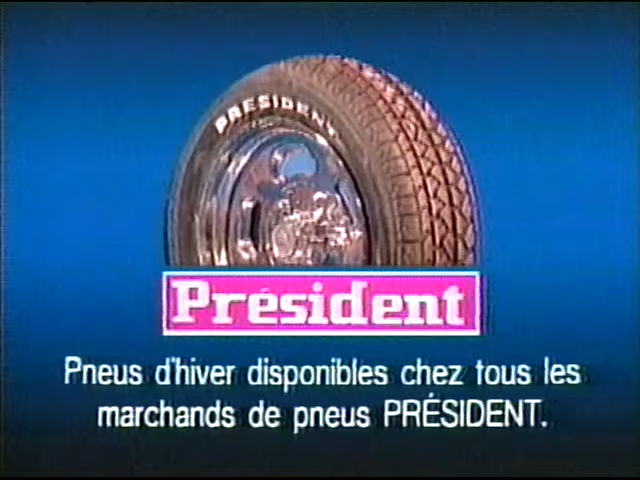 PRESIDENT
Président
Pneus d'hiver disponibles chez tous les
marchands de pneus PRÉSIDENT.